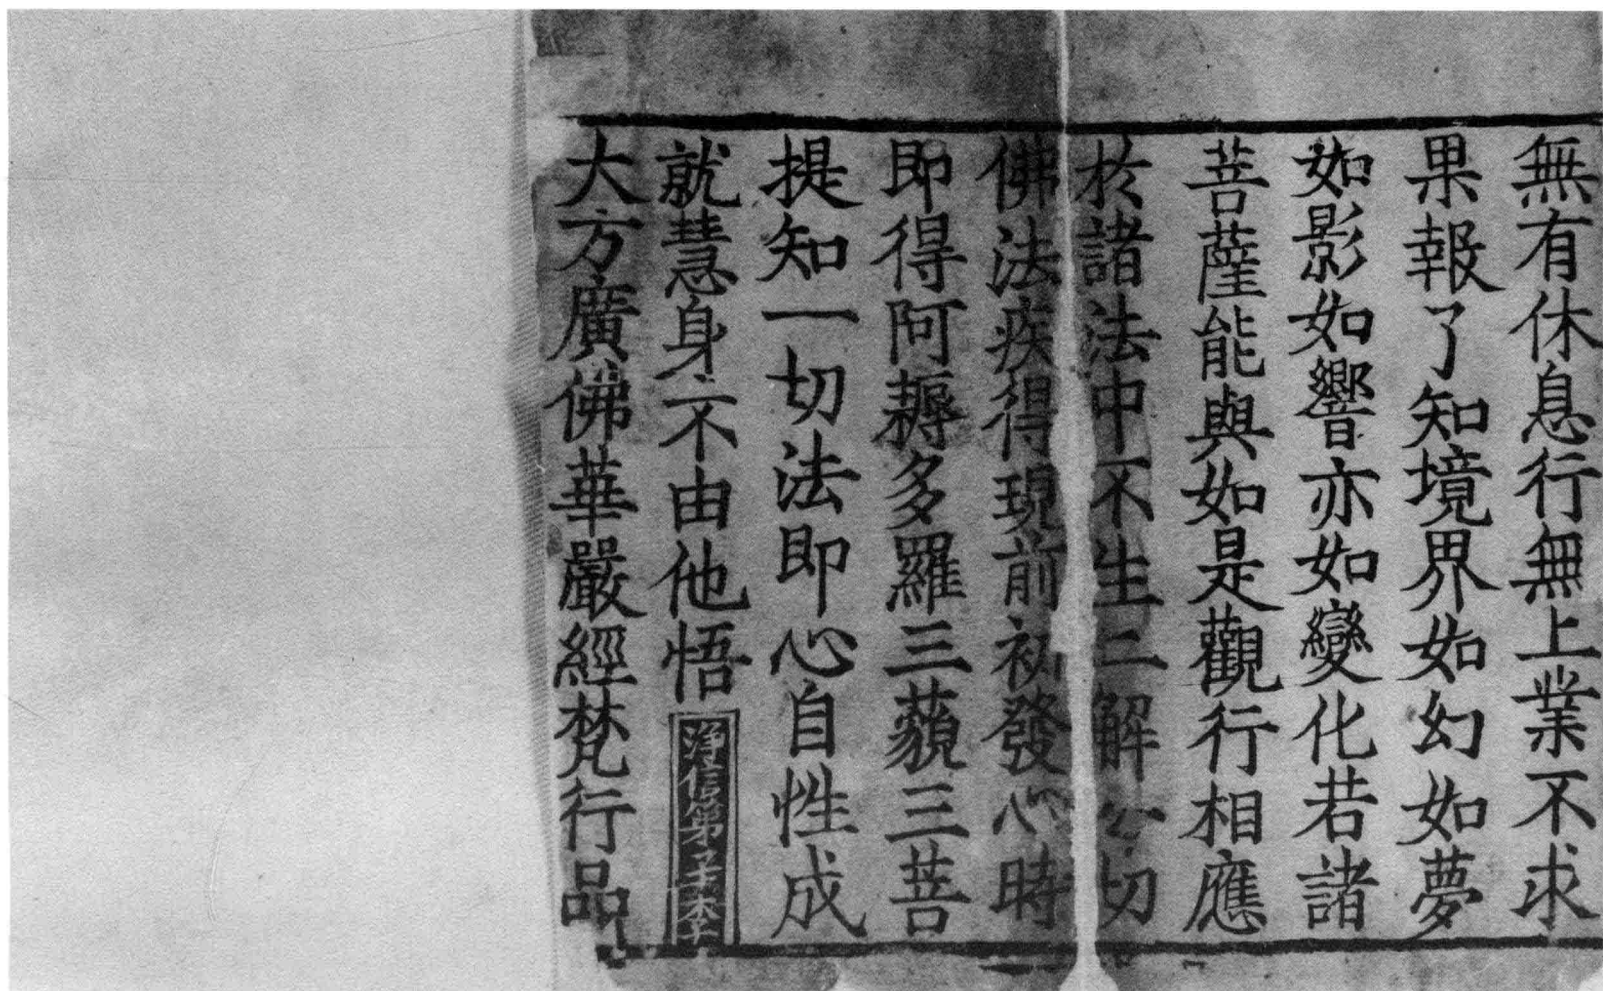 無有休息行無上業不求
果報了知境界如幻如夢
如影如響亦如變化若諸
菩薩能與如是觀行相應
於諸法中不生二解一切
佛法疾得現前初發心時
即得阿耨多羅三藐三菩
提知一切法即心自性成
就慧身不由他悟
淨信弟子李
大方廣佛華嚴經梵行品